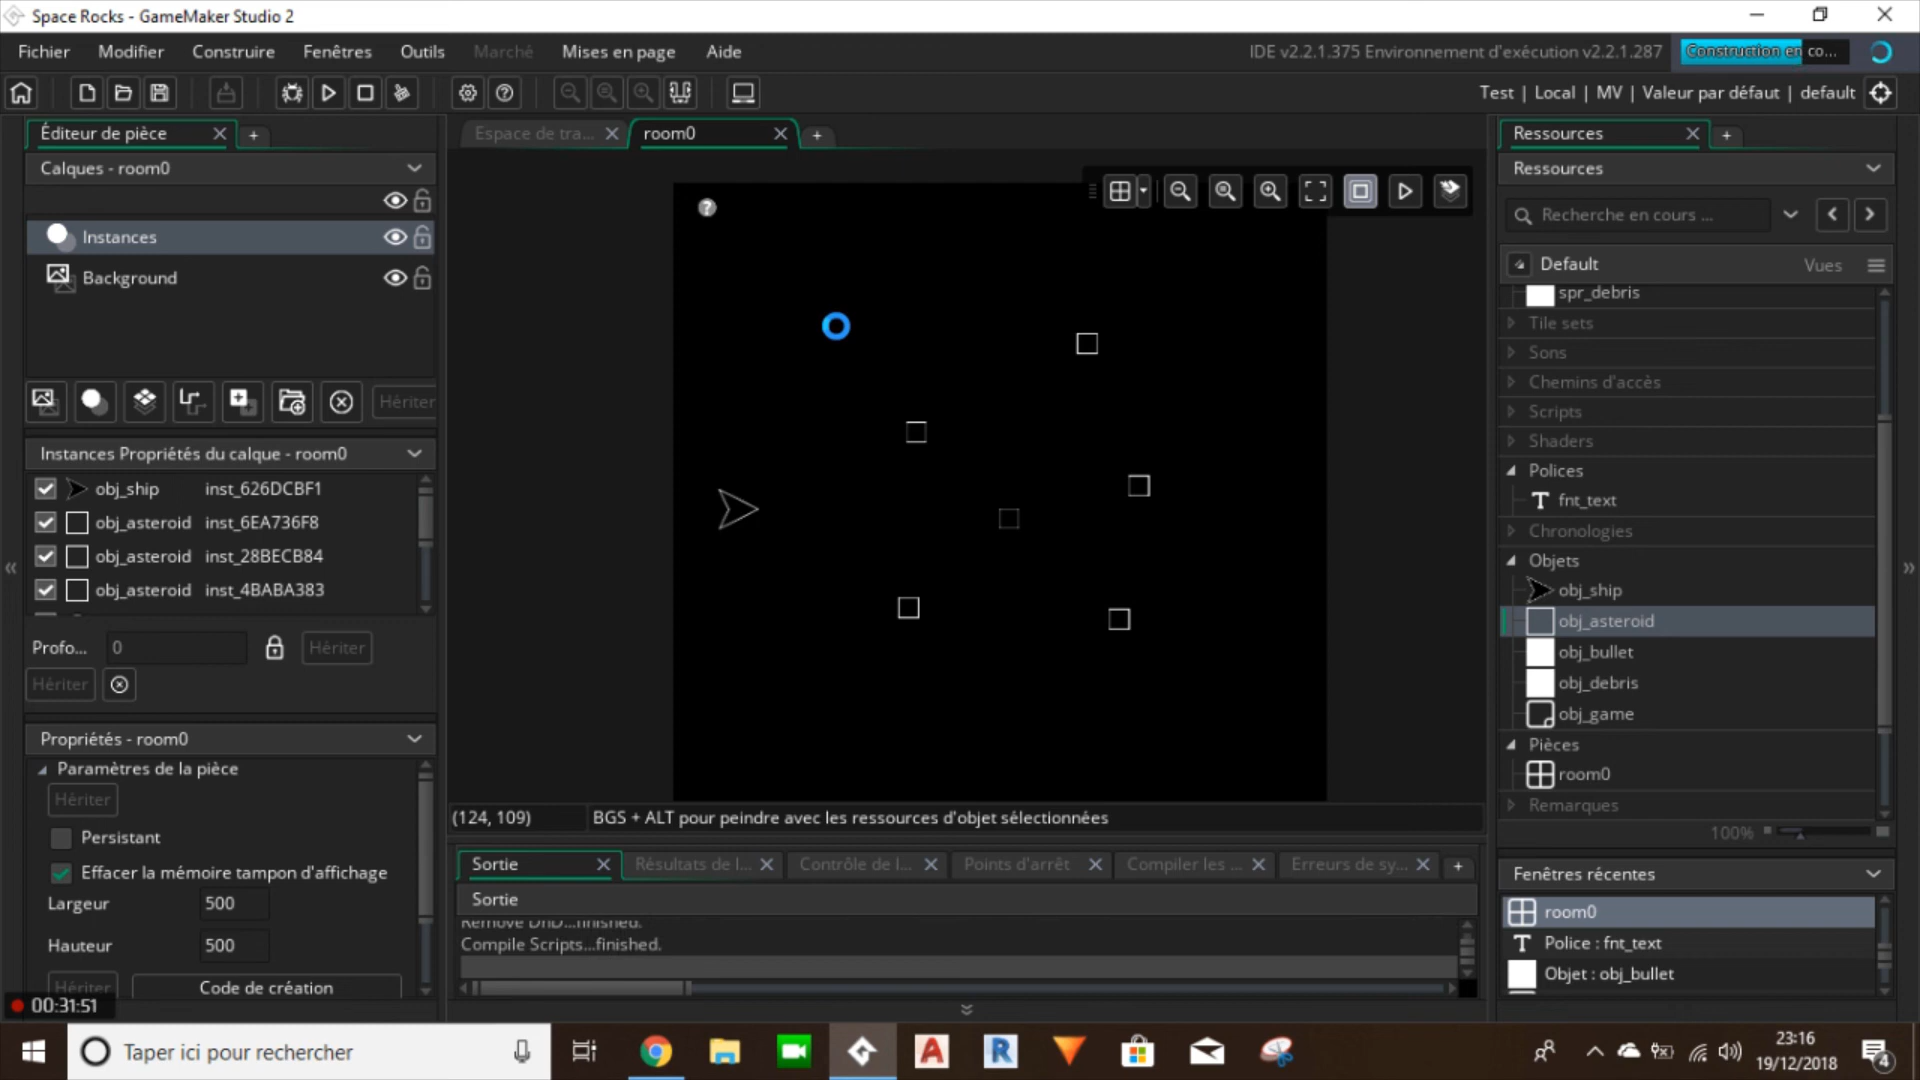 Space Rocks - GameMaker Studio 2
Fichier Modifier Construire Fenêtres Outils Marché Mises en page Aide
IDE v2.2.1.375 Environnement d'exécution v2.2.1.287
Construction en co...
Test | Local | MV | Valeur par défaut | default
Éditeur de pièce
Calques - room0
Instances
Background
Hériter
Instances Propriétés du calque - room0
obj_ship inst_626DCBF1
obj_asteroid inst_6EA736F8
obj_asteroid inst_28BECB84
obj_asteroid inst_4BABA383
Profo... 0 Hériter
Hériter
Propriétés - room0
Paramètres de la pièce
Hériter
Persistant
Effacer la mémoire tampon d'affichage
Largeur 500
Hauteur 500
Hériter Code de création
00:31:51
Espace de tra... room0
(124, 109) BGS + ALT pour peindre avec les ressources d'objet sélectionnées
Sortie Résultats de l... Contrôle de l... Points d'arrêt Compiler les ... Erreurs de sy...
Sortie
Remove DnD...finished.
Compile Scripts...finished.
Ressources
Ressources
Recherche en cours ...
Default Vues
spr_debris
Tile sets
Sons
Chemins d'accès
Scripts
Shaders
Polices
fnt_text
Chronologies
Objets
obj_ship
obj_asteroid
obj_bullet
obj_debris
obj_game
Pièces
room0
Remarques
100%
Fenêtres récentes
room0
Police : fnt_text
Objet : obj_bullet
Taper ici pour rechercher
23:16
19/12/2018
4